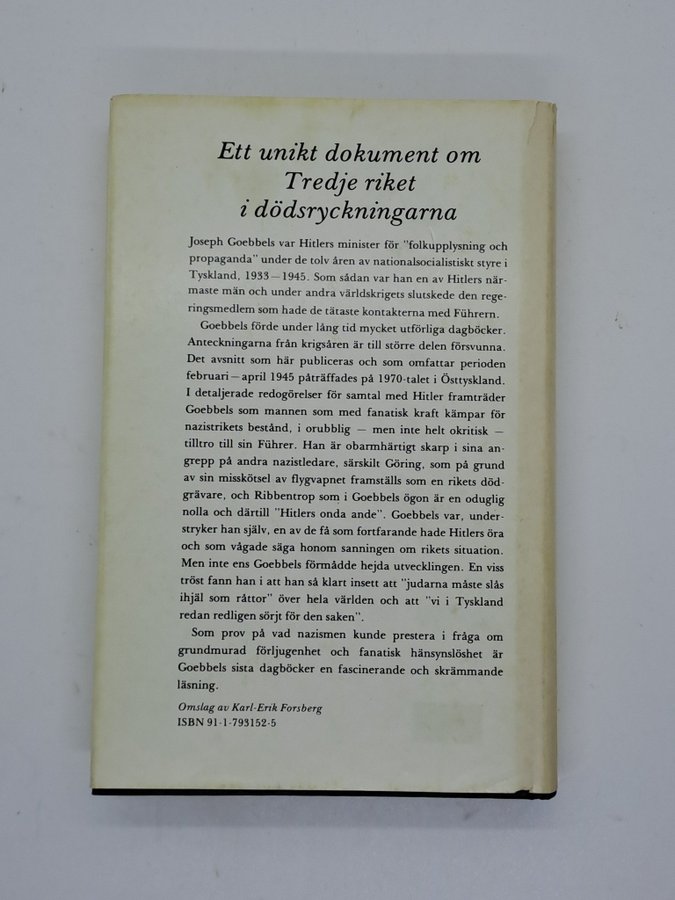 Ett unikt dokument om
Tredje riket
i dödsryckningarna
Joseph Goebbels var Hitlers minister för "folkupplysning och
propaganda" under de tolv åren av nationalsocialistiskt styre i
Tyskland, 1933 – 1945. Som sådan var han en av Hitlers när-
maste män och under andra världskrigets slutskede den rege-
ringsmedlem som hade de tätaste kontakterna med Führern.
Goebbels förde under lång tid mycket utförliga dagböcker.
Anteckningarna från krigsåren är till större delen försvunna.
Det avsnitt som här publiceras och som omfattar perioden
februari – april 1945 påträffades på 1970-talet i Östtyskland.
I detaljerade redogörelser för samtal med Hitler framträder
Goebbels som mannen som med fanatisk kraft kämpar för
nazistrikets bestånd, i orubblig — men inte helt okritisk —
tilltro till sin Führer. Han är obarmhärtigt skarp i sina an-
grepp på andra nazistledare, särskilt Göring, som på grund
av sin misskötsel av flygvapnet framställs som en rikets död-
grävare, och Ribbentrop som i Goebbels ögon är en oduglig
nolla och därtill "Hitlers onda ande". Goebbels var, under-
stryker han själv, en av de få som fortfarande hade Hitlers öra
och som vågade säga honom sanningen om rikets situation.
Men inte ens Goebbels förmådde hejda utvecklingen. En viss
tröst fann han i att han så klart insett att "judarna måste slås
ihjäl som råttor" över hela världen och att "vi i Tyskland
redan redligen sörjt för den saken".
Som prov på vad nazismen kunde prestera i fråga om
grundmurad förljugenhet och fanatisk hänsynslöshet är
Goebbels sista dagböcker en fascinerande och skrämmande
läsning.
Omslag av Karl-Erik Forsberg
ISBN 91-1-793152-5